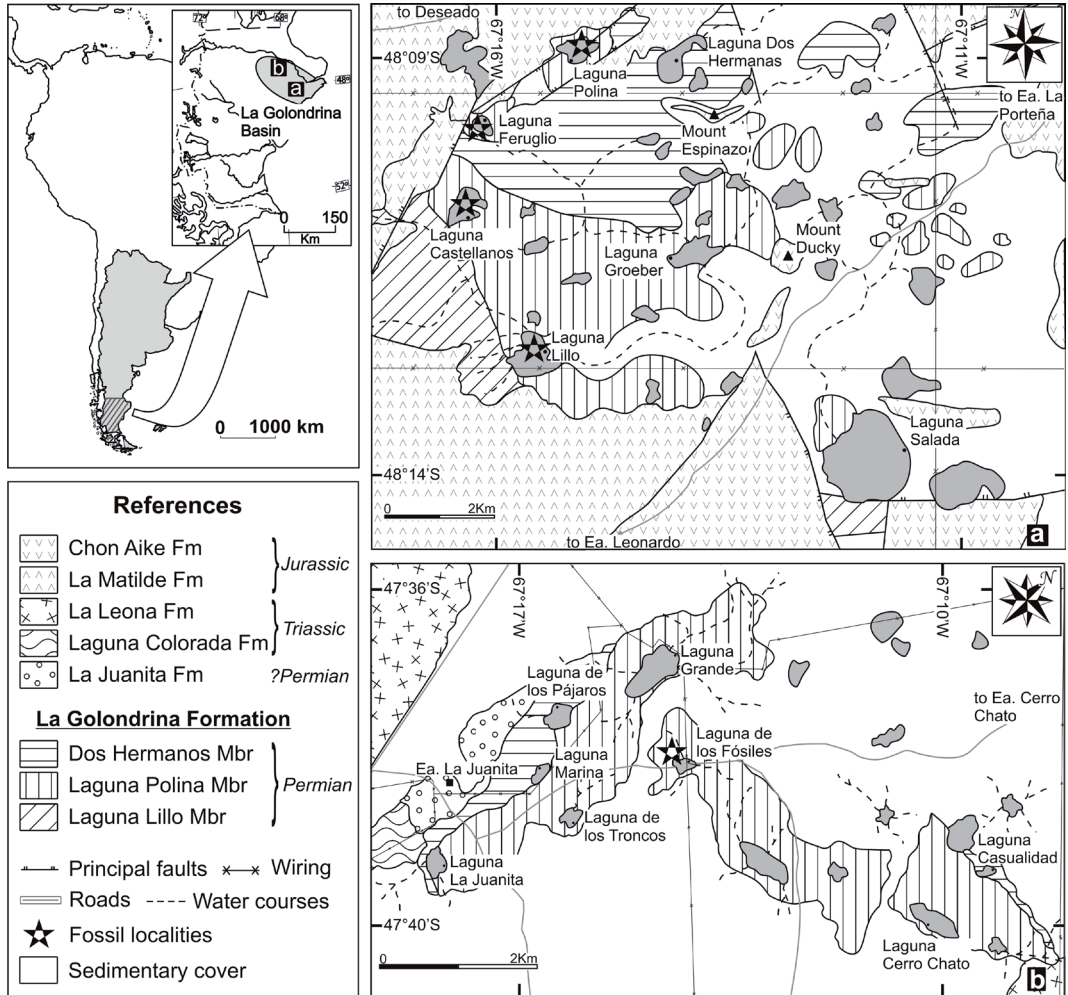 72º
68º
48º
52º
b
a
La Golondrina
Basin
0 150
Km
0 1000 km
References
Chon Aike Fm
La Matilde Fm
Jurassic
La Leona Fm
Laguna Colorada Fm
Triassic
La Juanita Fm
?Permian
La Golondrina Formation
Dos Hermanos Mbr
Laguna Polina Mbr
Laguna Lillo Mbr
Permian
Principal faults
Wiring
Roads
Water courses
Fossil localities
Sedimentary cover
to Deseado
48°09'S
67°16'W
67°11'W
N
Laguna Dos
Hermanas
Laguna
Polina
to Ea. La
Porteña
Laguna
Feruglio
Mount
Espinazo
Laguna
Castellanos
Laguna
Groeber
Mount
Ducky
Laguna
Lillo
Laguna
Salada
48°14'S
0 2Km
to Ea. Leonardo
a
47°36'S
67°17'W
67°10'W
N
Laguna
Grande
Laguna de
los Pájaros
to Ea. Cerro
Chato
Laguna de
los Fósiles
Laguna
Marina
Ea. La Juanita
Laguna de
los Troncos
Laguna
La Juanita
Laguna
Casualidad
47°40'S
Laguna
Cerro Chato
0 2Km
b